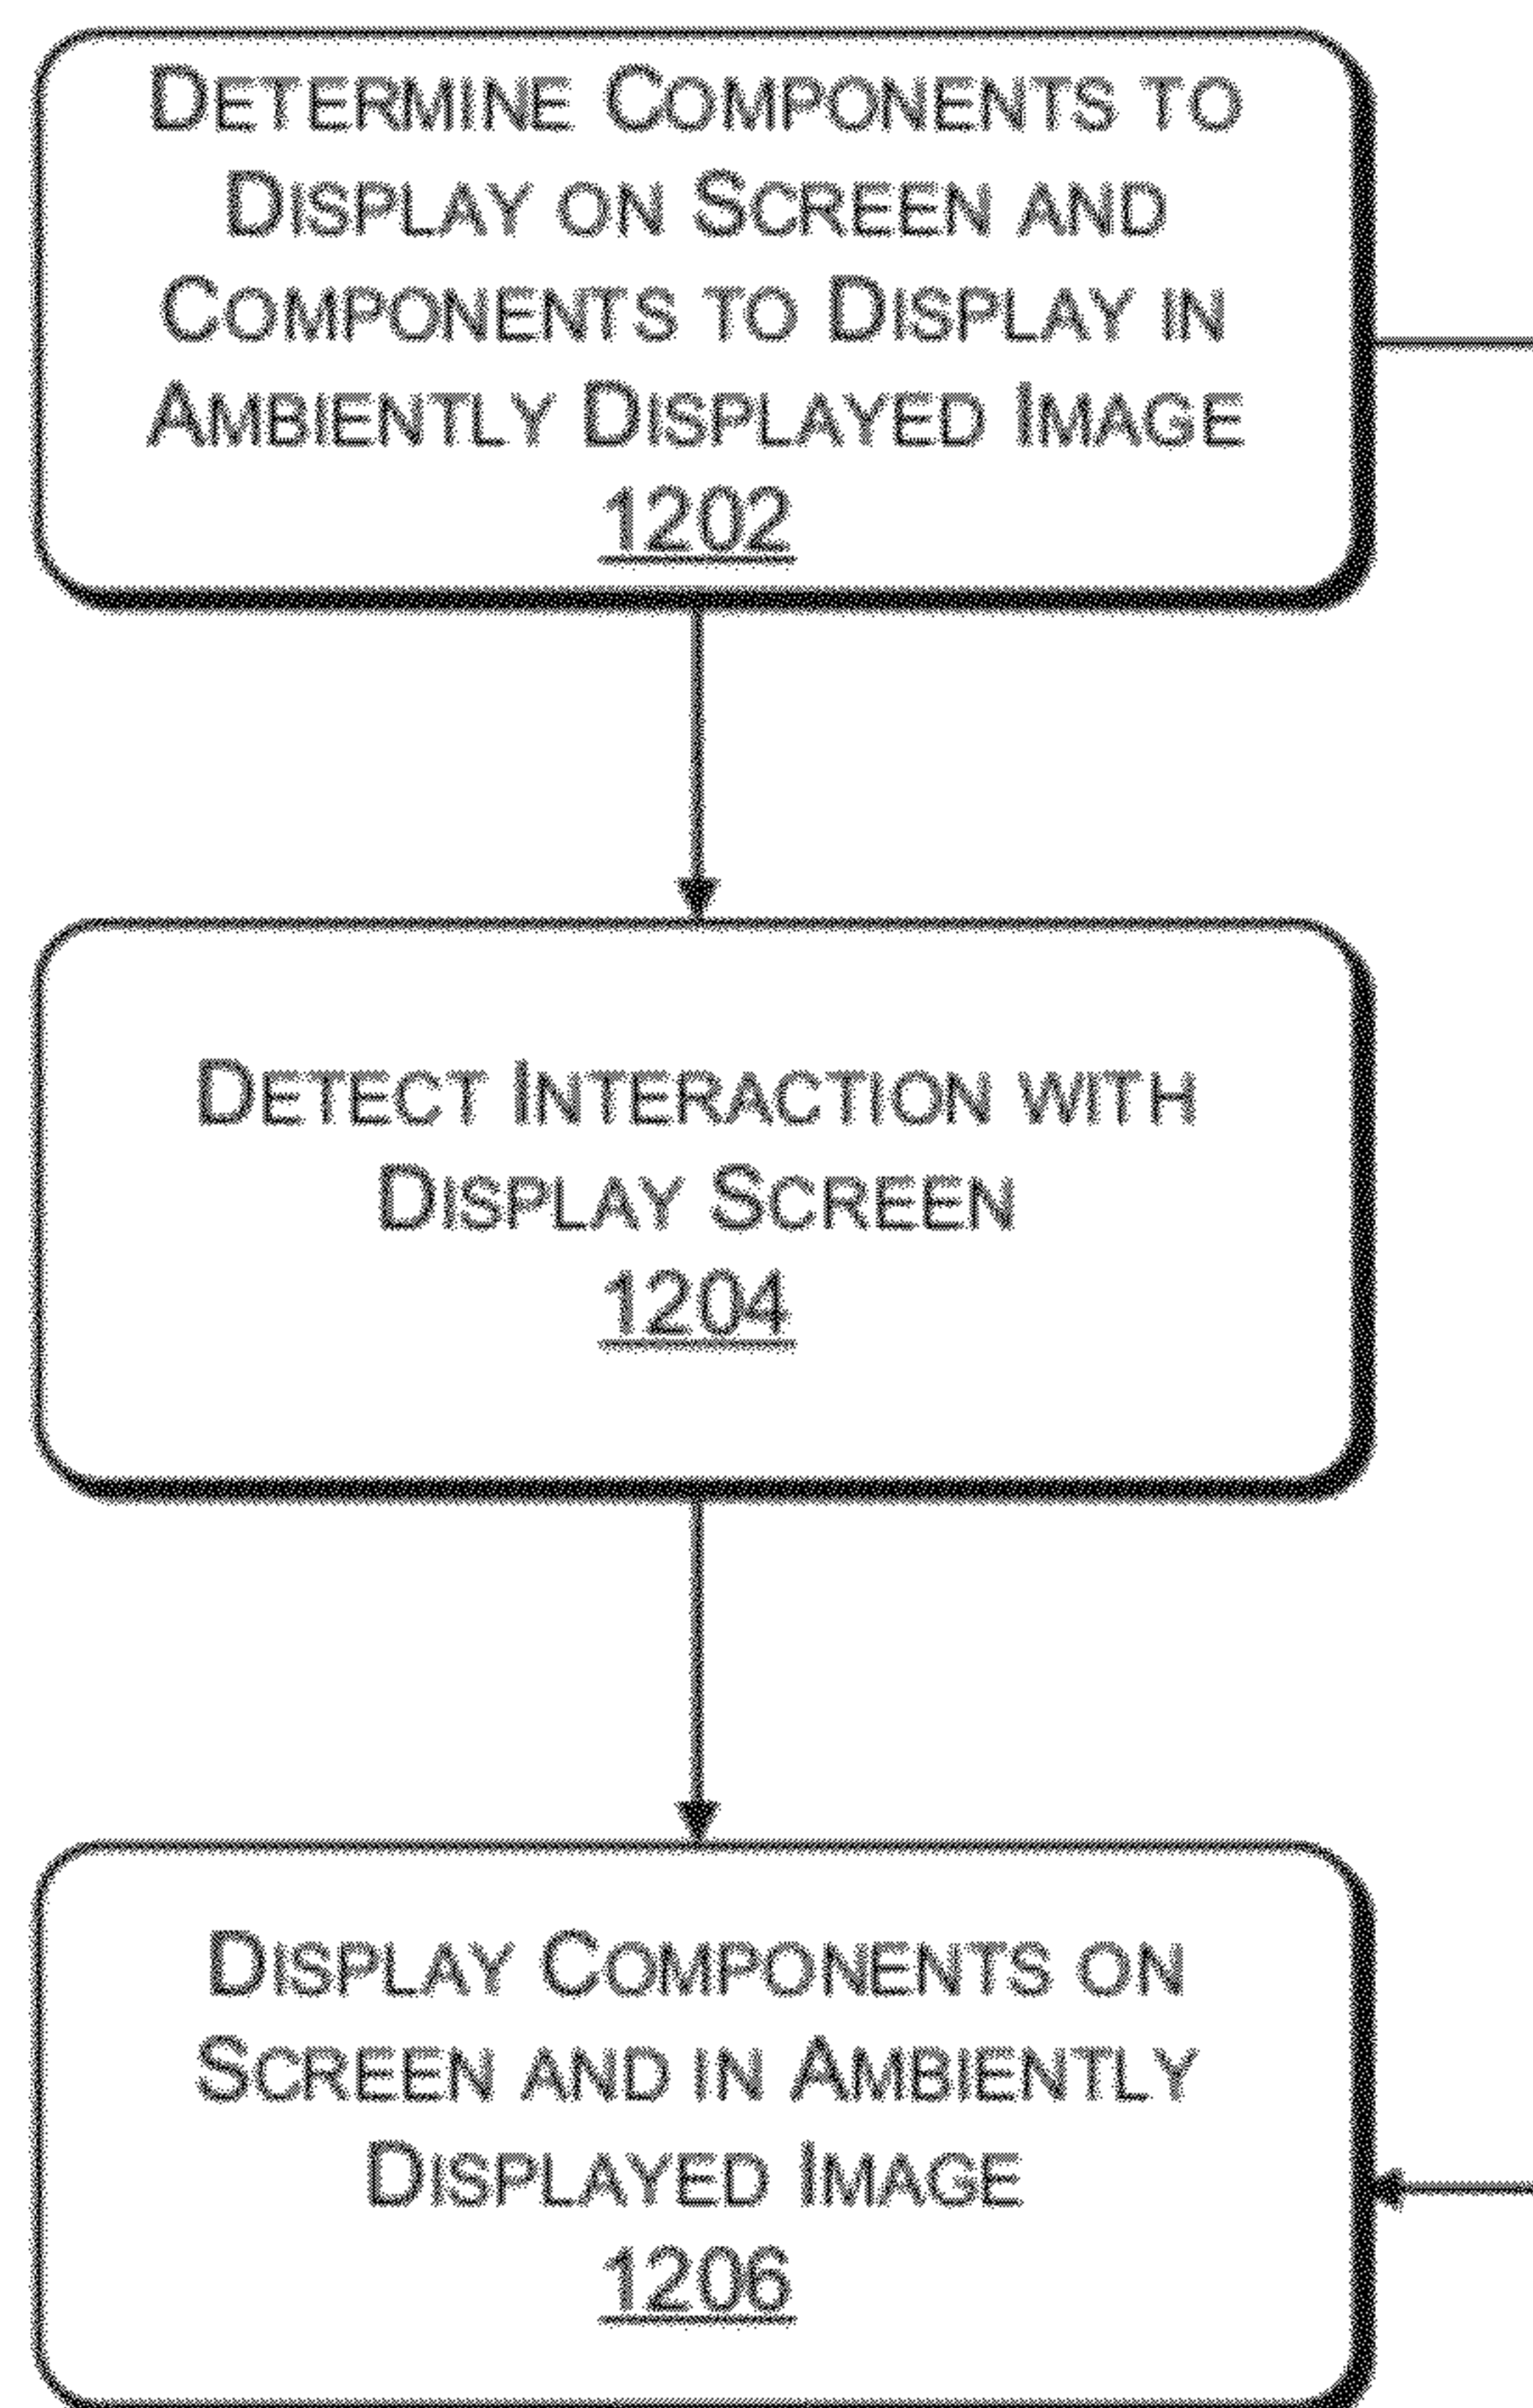 DETERMINE COMPONENTS TO
DISPLAY ON SCREEN AND
COMPONENTS TO DISPLAY IN
AMBIENTLY DISPLAYED IMAGE
1202
DETECT INTERACTION WITH
DISPLAY SCREEN
1204
DISPLAY COMPONENTS ON
SCREEN AND IN AMBIENTLY
DISPLAYED IMAGE
1206